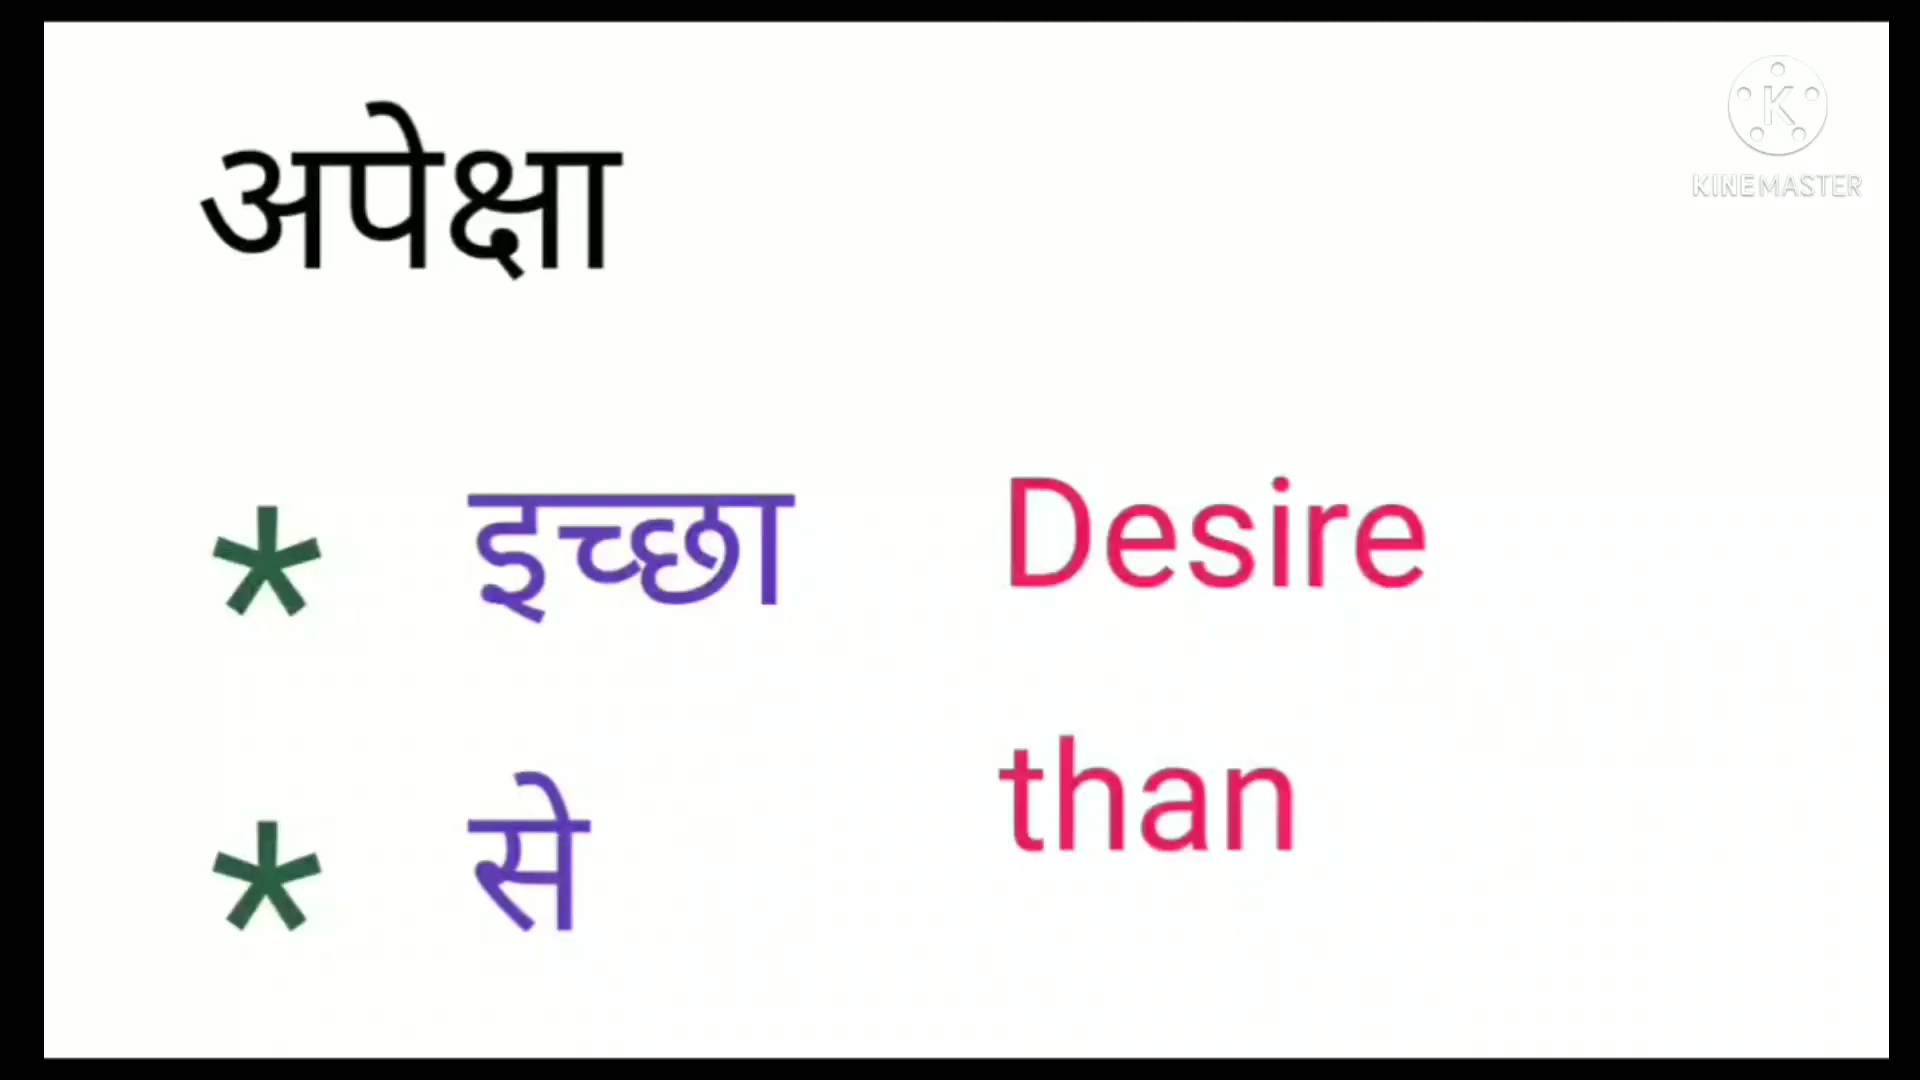 अपेक्षा
K
KINEMASTER
* इच्छा Desire
* से than